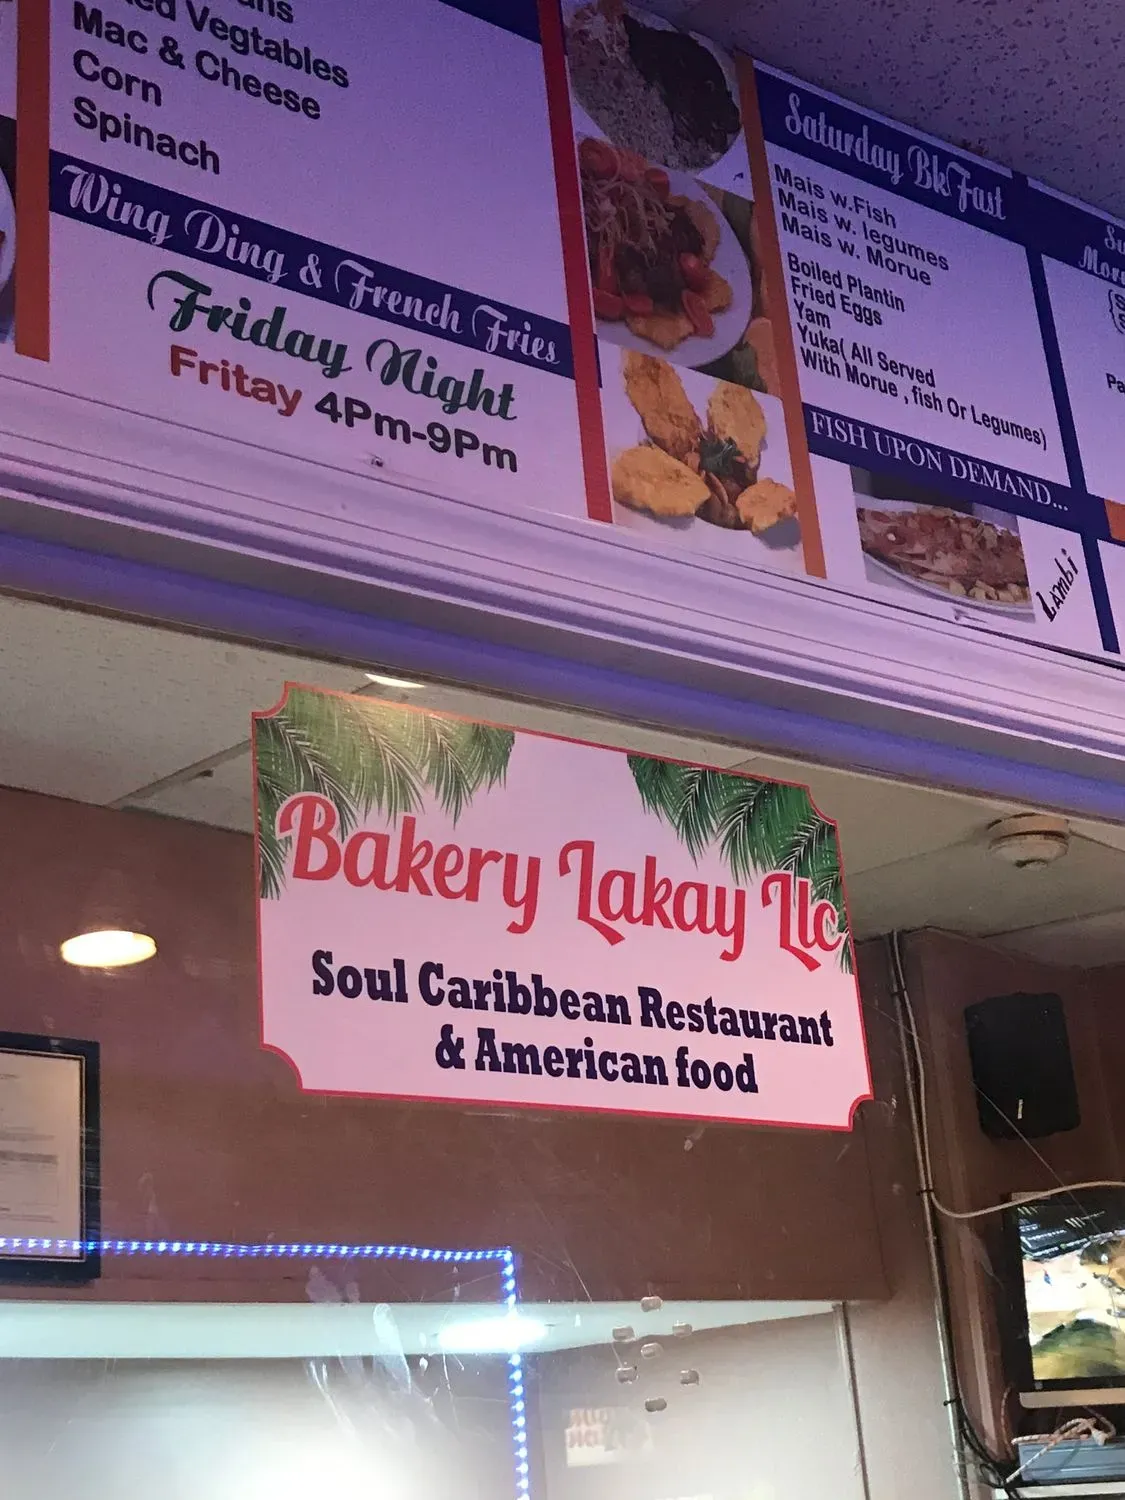 Vegtables
Mac & Cheese
Corn
Spinach
Wing Ding & French Fries
Friday Night
Fritay 4Pm-9Pm
Saturday BkFast
Mais w.Fish
Mais w. legumes
Mais w. Morue
Boiled Plantin
Fried Eggs
Yam
Yuka( All Served
With Morue , fish Or Legumes)
FISH UPON DEMAND...
Lambi
Bakery Lakay Llc
Soul Caribbean Restaurant
& American food